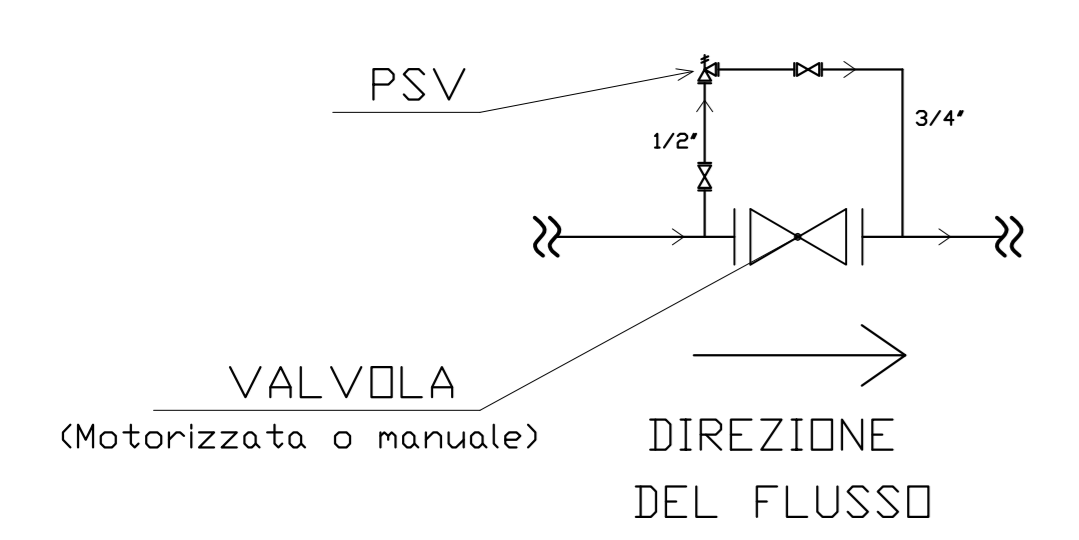 PSV
3/4"
1/2"
VALVOLA
(Motorizzata o manuale)
DIREZIONE
DEL FLUSSO